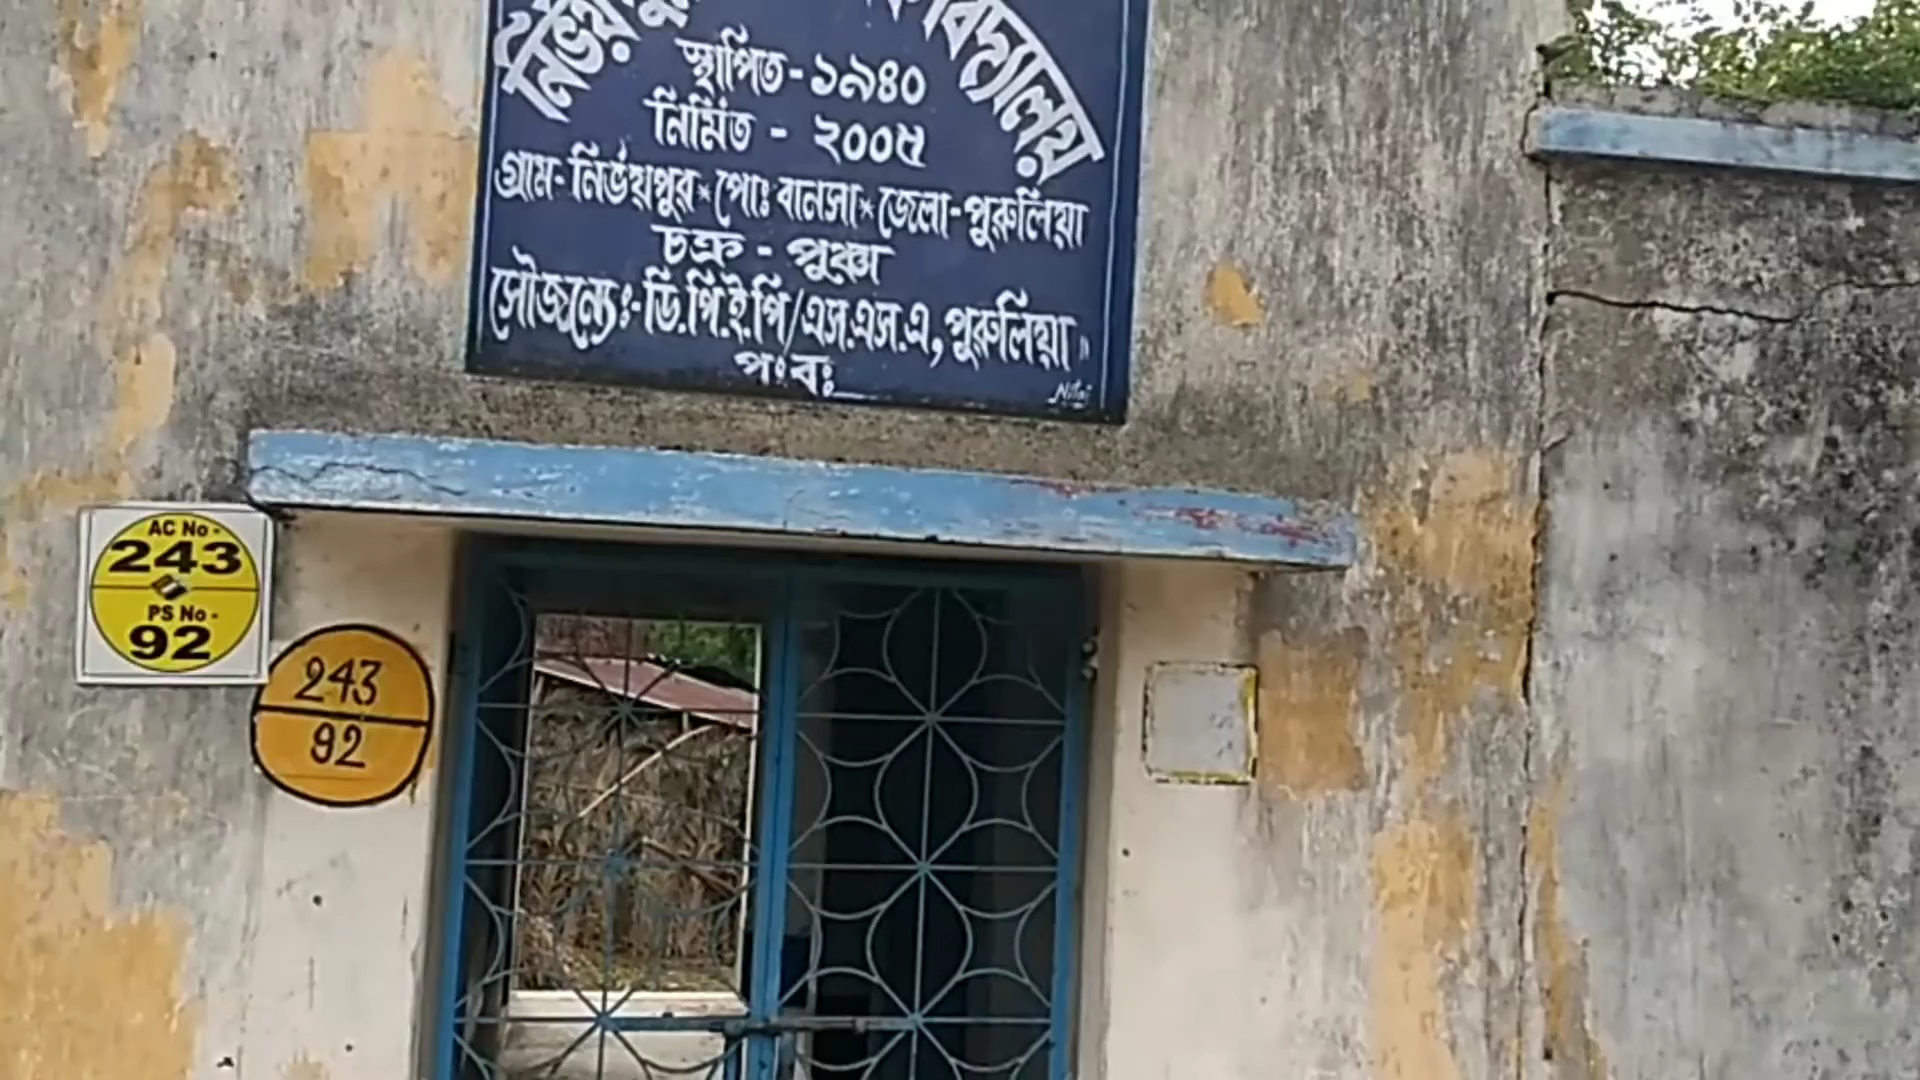 স্থাপিত - ১৯৪০
নির্মিত - ২০০৫
গ্রাম - নির্ভয়পুর * পোঃ বানসা * জেলা - পুরুলিয়া
চক্র - পুঞ্চা
সৌজন্যেঃ- ডি.পি.ই.পি/এস.এস.এ, পুরুলিয়া॥
পঃবঃ
AC No -
243
PS No -
92
243
92